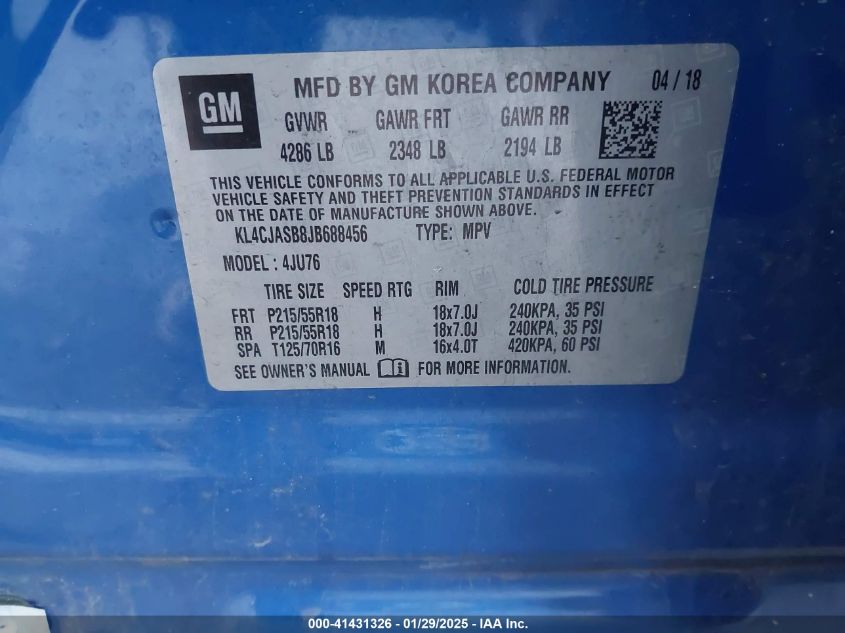 GM
MFD BY GM KOREA COMPANY 04 / 18
GVWR GAWR FRT GAWR RR
4286 LB 2348 LB 2194 LB
THIS VEHICLE CONFORMS TO ALL APPLICABLE U.S. FEDERAL MOTOR
VEHICLE SAFETY AND THEFT PREVENTION STANDARDS IN EFFECT
ON THE DATE OF MANUFACTURE SHOWN ABOVE.
KL4CJASB8JB688456 TYPE: MPV
MODEL : 4JU76
TIRE SIZE SPEED RTG RIM COLD TIRE PRESSURE
FRT P215/55R18 H 18x7.0J 240KPA, 35 PSI
RR P215/55R18 H 18x7.0J 240KPA, 35 PSI
SPA T125/70R16 M 16x4.0T 420KPA, 60 PSI
SEE OWNER'S MANUAL FOR MORE INFORMATION.
000-41431326 - 01/29/2025 - IAA Inc.